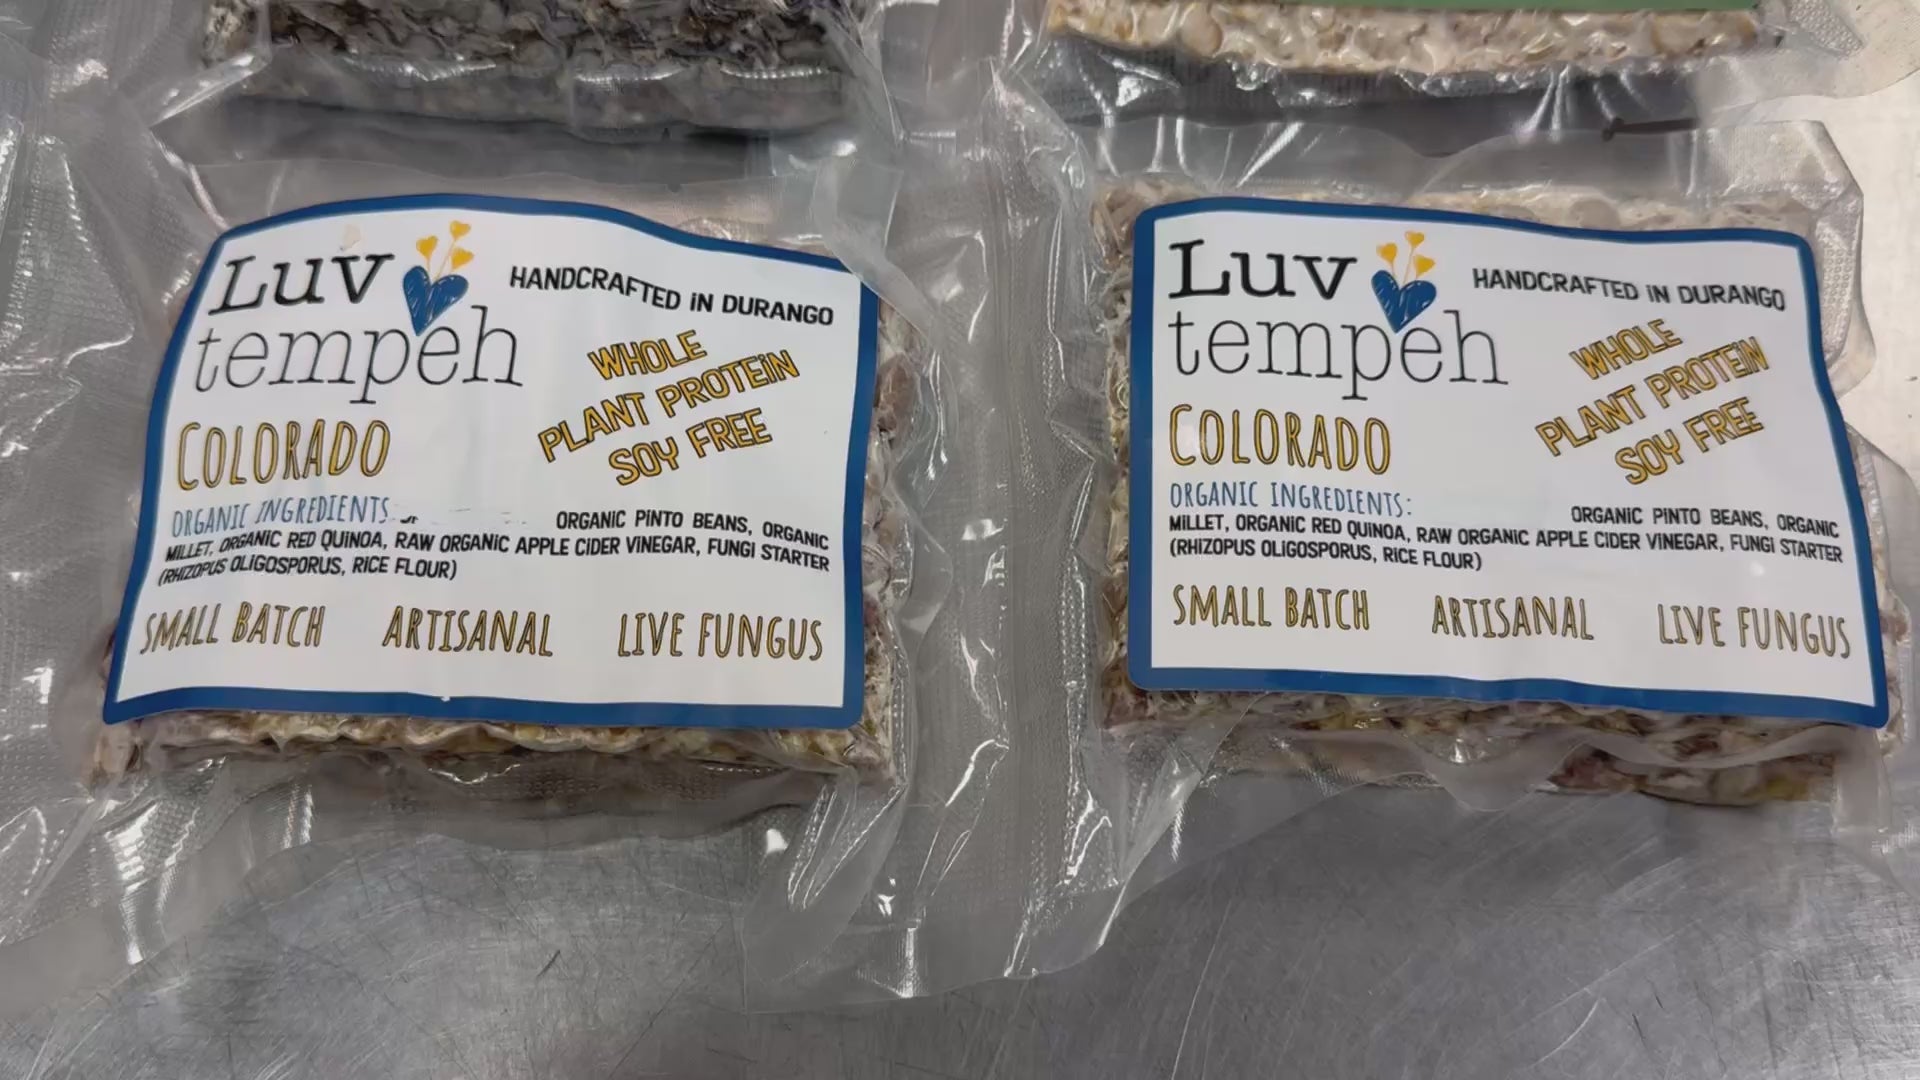 Luv
tempeh
HANDCRAFTED iN DURANGO
WHOLE
PLANT PROTEiN
SOY FREE
COLORADO
ORGANIC INGREDIENTS:
ORGANIC PiNTO BEANS, ORGANIC
MILLET, ORGANIC RED QUiNOA, RAW ORGANiC APPLE CIDER VINEGAR, FUNGI STARTER
(RHIZOPUS OLIGOSPORUS, RICE FLOUR)
SMALL BATCH ARTISANAL LIVE FUNGUS
Luv
tempeh
HANDCRAFTED iN DURANGO
WHOLE
PLANT PROTEiN
SOY FREE
COLORADO
ORGANIC INGREDIENTS:
ORGANIC PINTO BEANS, ORGANIC
MILLET, ORGANIC RED QUINOA, RAW ORGANIC APPLE CIDER VINEGAR, FUNGI STARTER
(RHIZOPUS OLIGOSPORUS, RICE FLOUR)
SMALL BATCH ARTISANAL LIVE FUNGUS